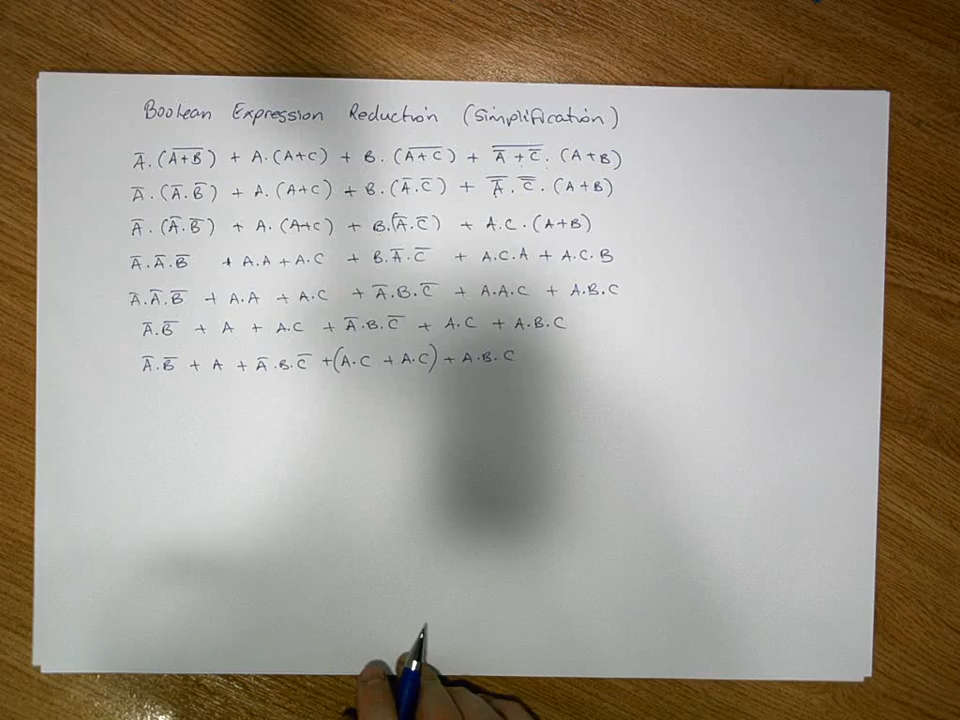 Boolean Expression Reduction (Simplification)
A̅.(A̅+̅B̅) + A.(A+C) + B.(A̅+̅C̅) + A̿ ̅+̅ C̿.(A+B)
A̅.(A̅.B̅) + A.(A+C) + B.(A̅.C̅) + A̿.C̿.(A+B)
A̅.(A̅.B̅) + A.(A+C) + B.(A̅.C̅) + A.C.(A+B)
A̅.A̅.B̅ + A.A + A.C + B.A̅.C̅ + A.C.A + A.C.B
A̅.A̅.B̅ + A.A + A.C + A̅.B.C̅ + A.A.C + A.B.C
A̅.B̅ + A + A.C + A̅.B.C̅ + A.C + A.B.C
A̅.B̅ + A + A̅.B.C̅ + (A.C + A.C) + A.B.C